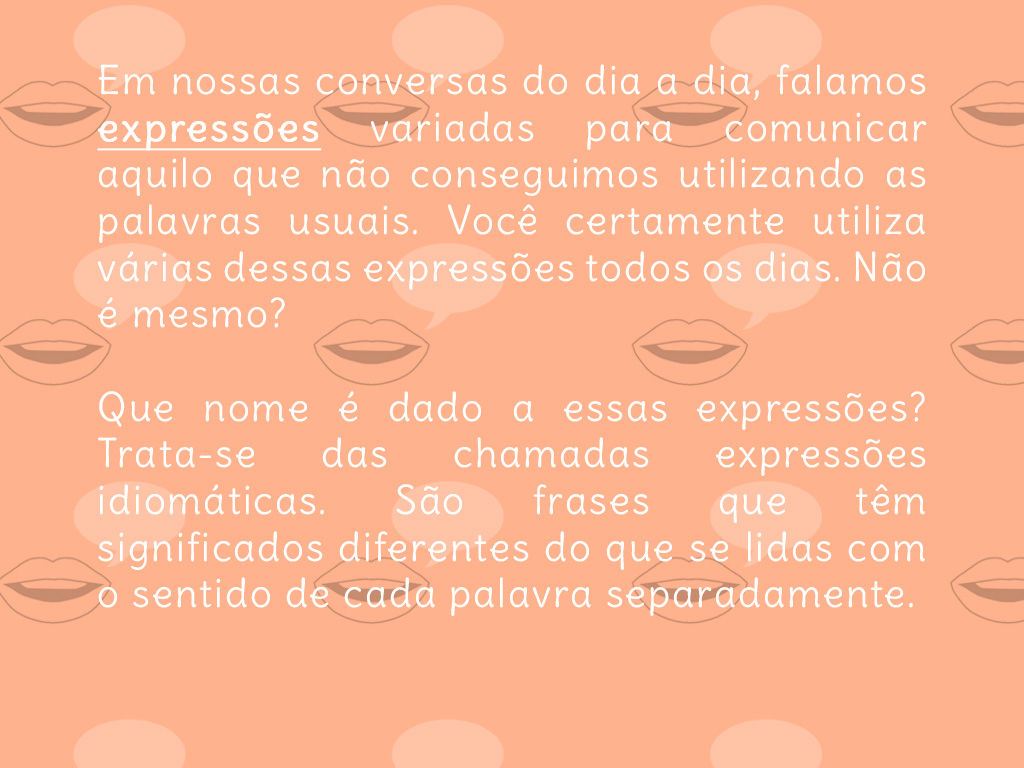 Em nossas conversas do dia a dia, falamos
expressões variadas para comunicar
aquilo que não conseguimos utilizando as
palavras usuais. Você certamente utiliza
várias dessas expressões todos os dias. Não
é mesmo?
Que nome é dado a essas expressões?
Trata-se das chamadas expressões
idiomáticas. São frases que têm
significados diferentes do que se lidas com
o sentido de cada palavra separadamente.